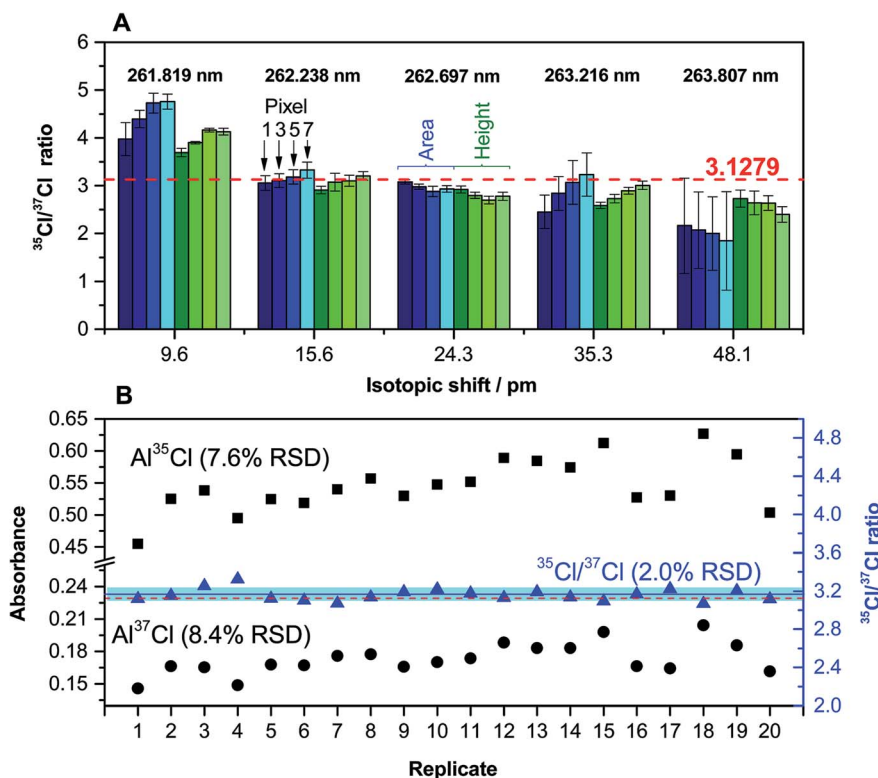 A
6
5
4
3
2
1
0
³⁵Cl/³⁷Cl ratio
261.819 nm 262.238 nm 262.697 nm 263.216 nm 263.807 nm
Pixel
1 3 5 7
Area
Height
3.1279
9.6 15.6 24.3 35.3 48.1
Isotopic shift / pm
B
0.65
0.60
0.55
0.50
0.45
0.24
0.21
0.18
0.15
Absorbance
Al³⁵Cl (7.6% RSD)
³⁵Cl/³⁷Cl (2.0% RSD)
Al³⁷Cl (8.4% RSD)
4.8
4.4
4.0
3.6
3.2
2.8
2.4
2.0
³⁵Cl/³⁷Cl ratio
1 2 3 4 5 6 7 8 9 10 11 12 13 14 15 16 17 18 19 20
Replicate